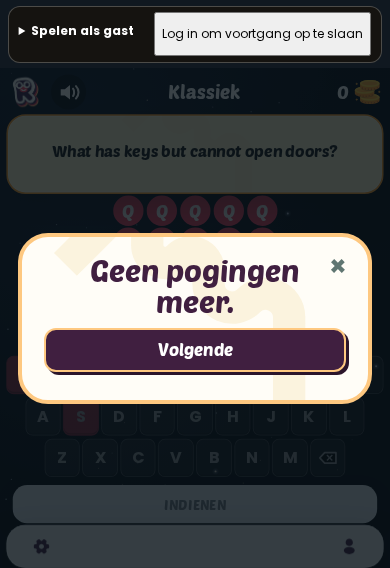 ▶ Spelen als gast
Log in om voortgang op te slaan
Klassiek
0
What has keys but cannot open doors?
Q Q Q Q Q
Geen pogingen
meer.
×
Volgende
A S D F G H J K L
Z X C V B N M
INDIENEN